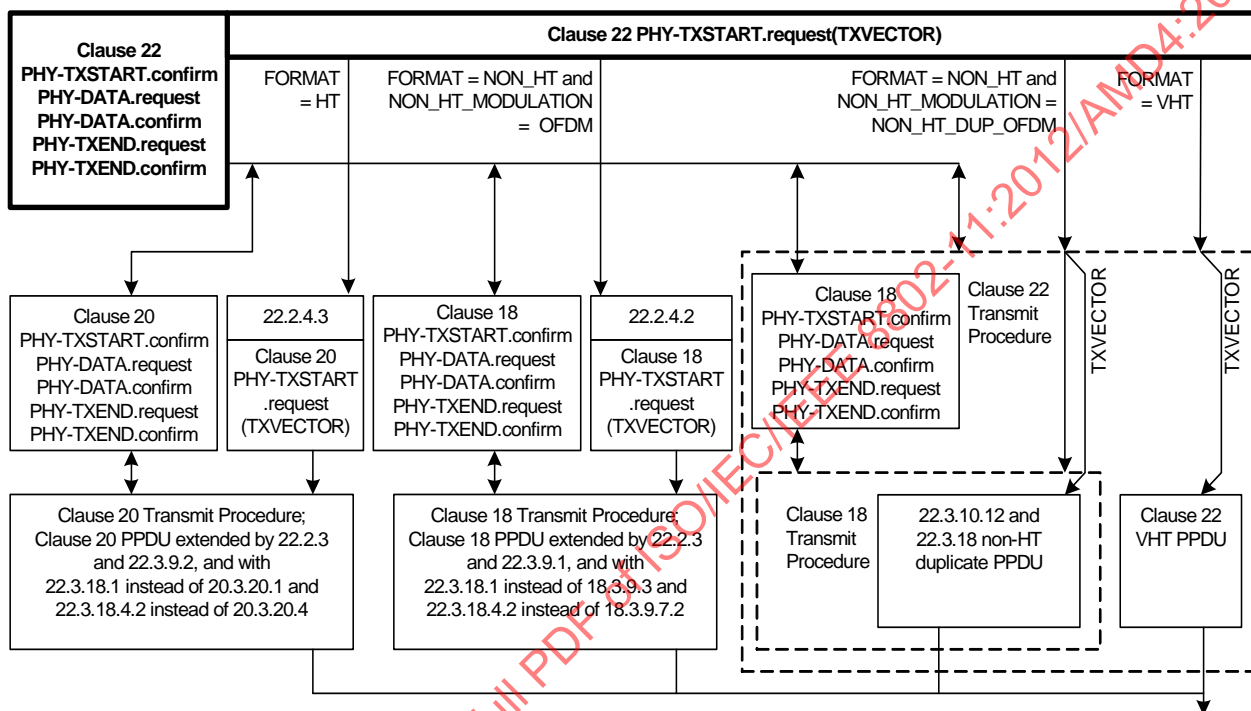 Clause 22
PHY-TXSTART.confirm
PHY-DATA.request
PHY-DATA.confirm
PHY-TXEND.request
PHY-TXEND.confirm
Clause 22 PHY-TXSTART.request(TXVECTOR)
FORMAT
= HT
FORMAT = NON_HT and
NON_HT_MODULATION
= OFDM
FORMAT = NON_HT and
NON_HT_MODULATION =
NON_HT_DUP_OFDM
FORMAT
= VHT
Clause 20
PHY-TXSTART.confirm
PHY-DATA.request
PHY-DATA.confirm
PHY-TXEND.request
PHY-TXEND.confirm
22.2.4.3
Clause 20
PHY-TXSTART
.request
(TXVECTOR)
Clause 18
PHY-TXSTART.confirm
PHY-DATA.request
PHY-DATA.confirm
PHY-TXEND.request
PHY-TXEND.confirm
22.2.4.2
Clause 18
PHY-TXSTART
.request
(TXVECTOR)
Clause 18
PHY-TXSTART.confirm
PHY-DATA.request
PHY-DATA.confirm
PHY-TXEND.request
PHY-TXEND.confirm
Clause 22
Transmit
Procedure
TXVECTOR
TXVECTOR
Clause 20 Transmit Procedure;
Clause 20 PPDU extended by 22.2.3
and 22.3.9.2, and with
22.3.18.1 instead of 20.3.20.1 and
22.3.18.4.2 instead of 20.3.20.4
Clause 18 Transmit Procedure;
Clause 18 PPDU extended by 22.2.3
and 22.3.9.1, and with
22.3.18.1 instead of 18.3.9.3 and
22.3.18.4.2 instead of 18.3.9.7.2
Clause 18
Transmit
Procedure
22.3.10.12 and
22.3.18 non-HT
duplicate PPDU
Clause 22
VHT PPDU
full PDF of ISO/IEC/IEEE 8802-11:2012/AMD4:20